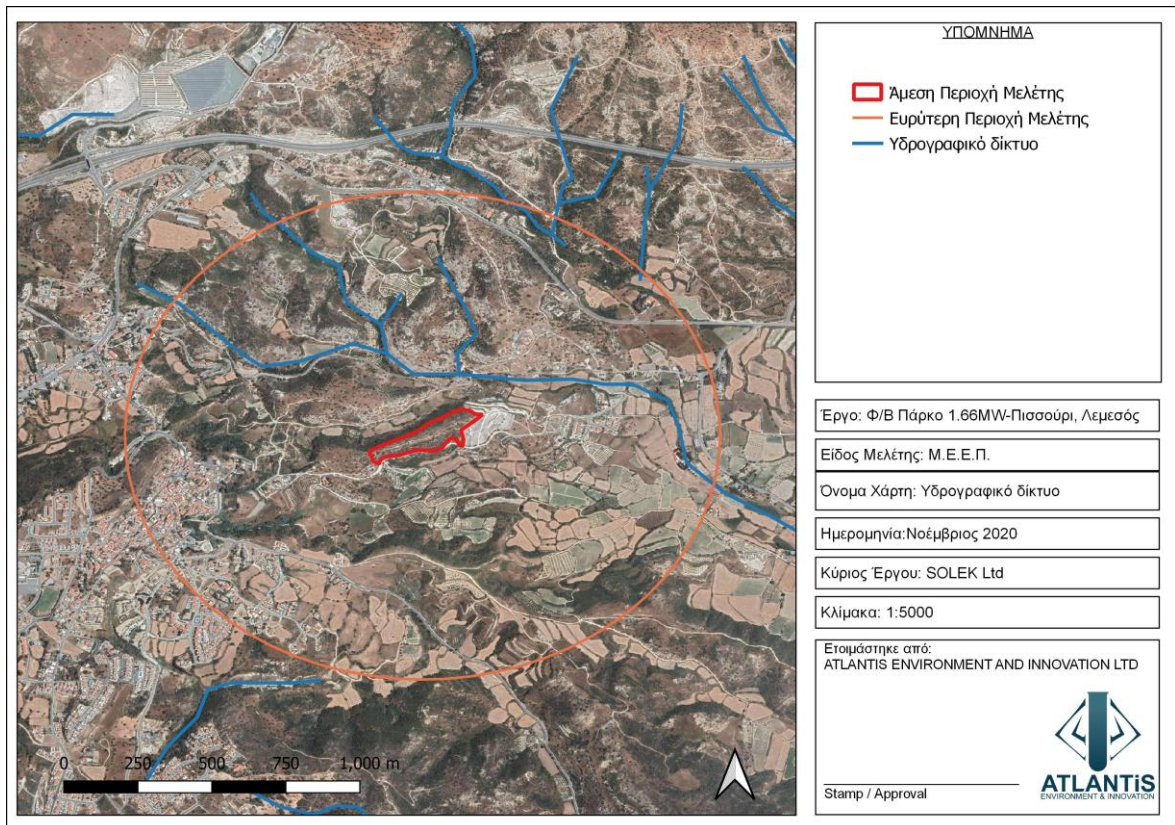 ΥΠΟΜΝΗΜΑ
Άμεση Περιοχή Μελέτης
Ευρύτερη Περιοχή Μελέτης
Υδρογραφικό δίκτυο
Έργο: Φ/Β Πάρκο 1.66MW-Πισσούρι, Λεμεσός
Είδος Μελέτης: Μ.Ε.Ε.Π.
Όνομα Χάρτη: Υδρογραφικό δίκτυο
Ημερομηνία:Νοέμβριος 2020
Κύριος Έργου: SOLEK Ltd
Κλίμακα: 1:5000
Ετοιμάστηκε από:
ATLANTIS ENVIRONMENT AND INNOVATION LTD
ATLANTiS
ENVIRONMENT & INNOVATION
Stamp / Approval
0 250 500 750 1,000 m